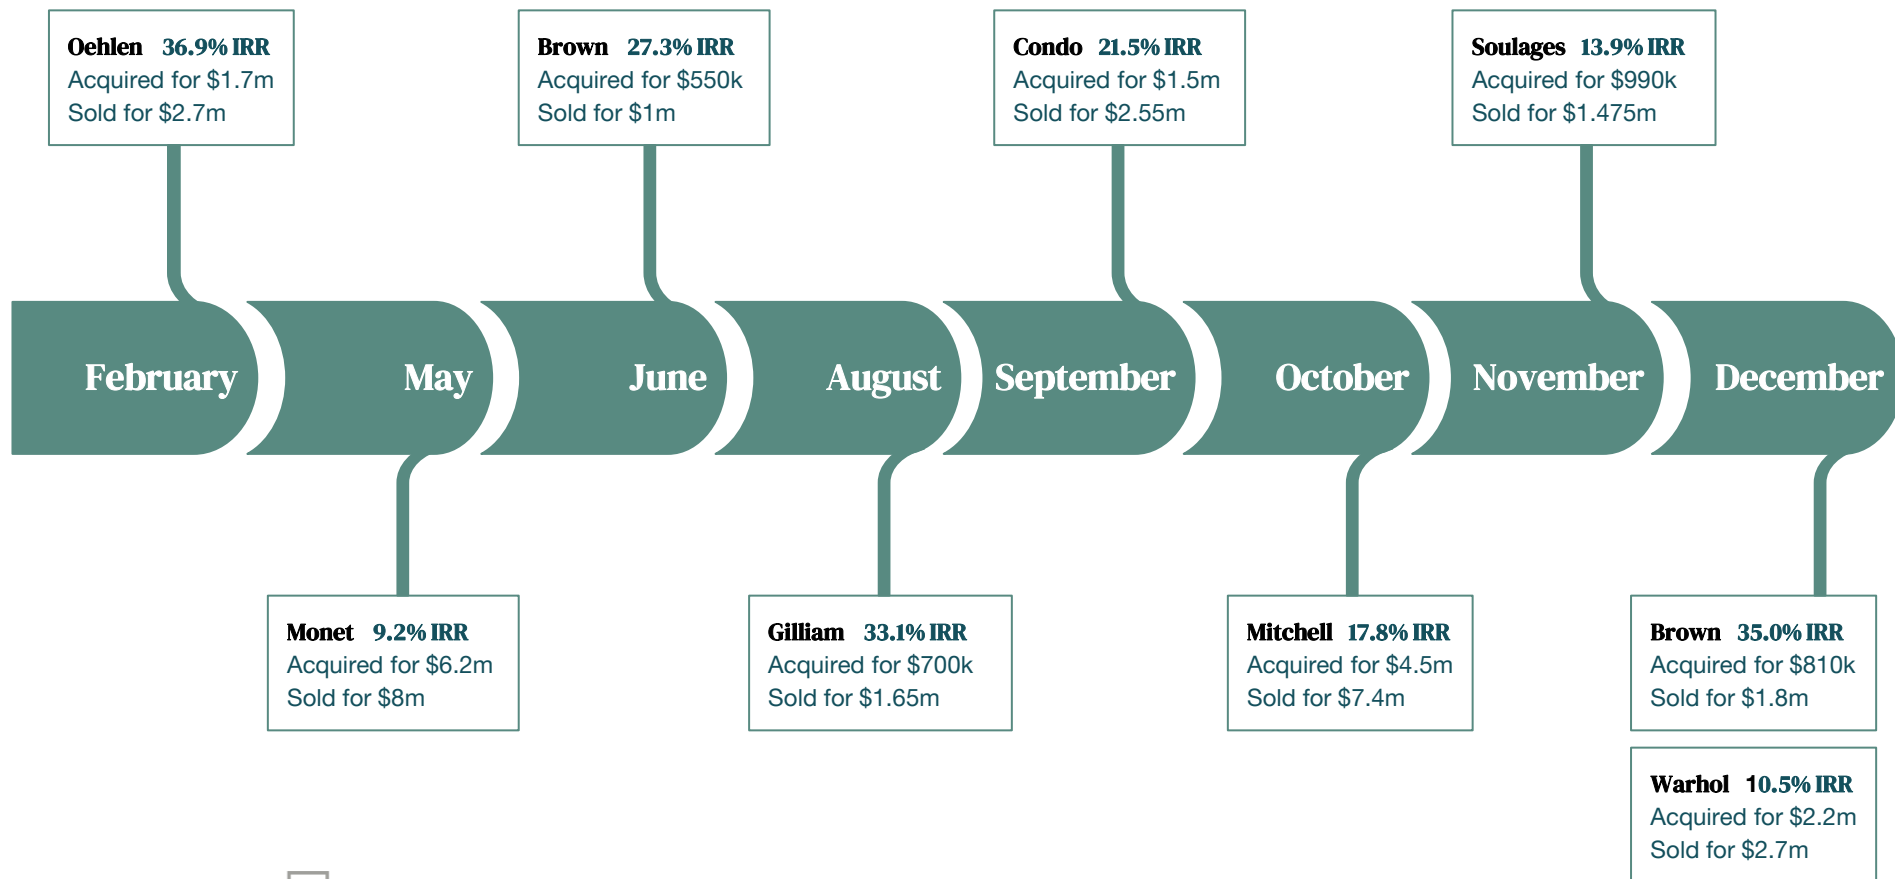 Oehlen 36.9% IRR
Acquired for $1.7m
Sold for $2.7m
Brown 27.3% IRR
Acquired for $550k
Sold for $1m
Condo 21.5% IRR
Acquired for $1.5m
Sold for $2.55m
Soulages 13.9% IRR
Acquired for $990k
Sold for $1.475m
February
May
June
August
September
October
November
December
Monet 9.2% IRR
Acquired for $6.2m
Sold for $8m
Gilliam 33.1% IRR
Acquired for $700k
Sold for $1.65m
Mitchell 17.8% IRR
Acquired for $4.5m
Sold for $7.4m
Brown 35.0% IRR
Acquired for $810k
Sold for $1.8m
Warhol 10.5% IRR
Acquired for $2.2m
Sold for $2.7m